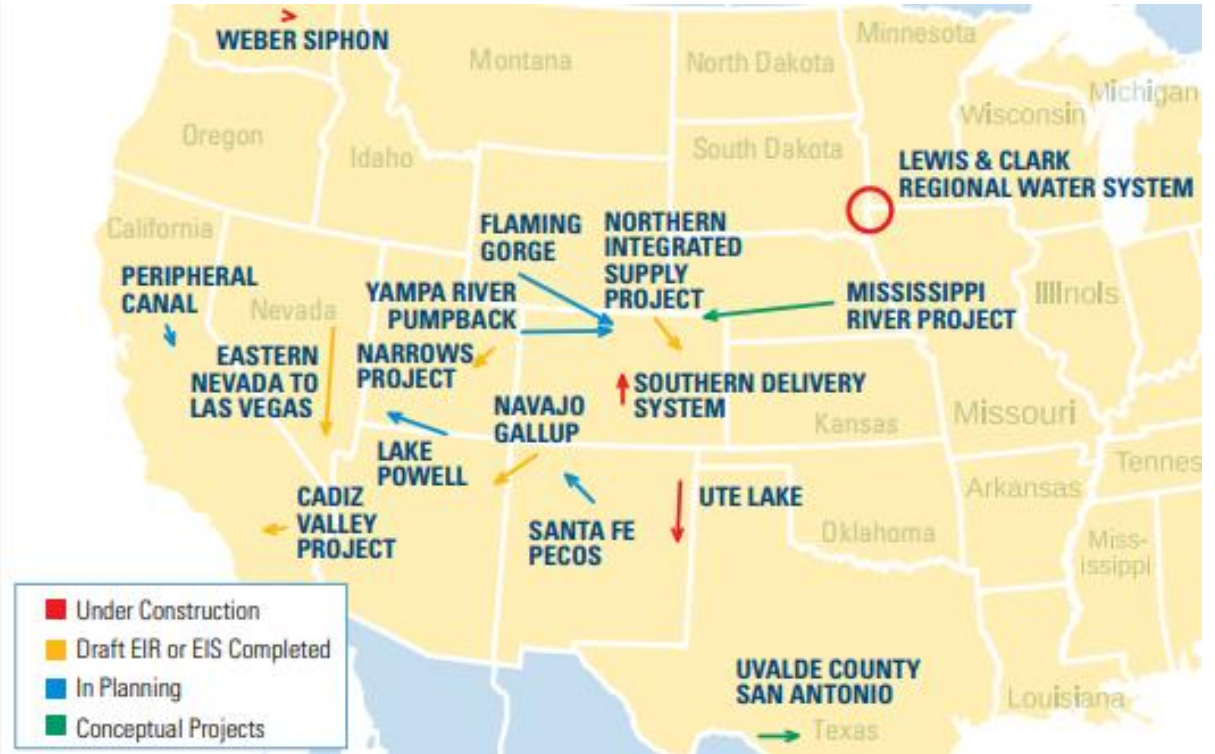 WEBER SIPHON
Montana
North Dakota
Minnesota
Oregon
Idaho
South Dakota
Wisconsin
Michigan
LEWIS & CLARK
REGIONAL WATER SYSTEM
California
Nevada
PERIPHERAL
CANAL
FLAMING
GORGE
NORTHERN
INTEGRATED
SUPPLY
PROJECT
YAMPA RIVER
PUMPBACK
MISSISSIPPI
RIVER PROJECT
Illinols
EASTERN
NEVADA TO
LAS VEGAS
NARROWS
PROJECT
SOUTHERN DELIVERY
SYSTEM
NAVAJO
GALLUP
Kansas
Missouri
LAKE
POWELL
Tennes
CADIZ
VALLEY
PROJECT
SANTA FE
PECOS
UTE LAKE
Oklahoma
Arkansas
Miss-
issippi
UVALDE COUNTY
SAN ANTONIO
Texas
Louisiana
Under Construction
Draft EIR or EIS Completed
In Planning
Conceptual Projects